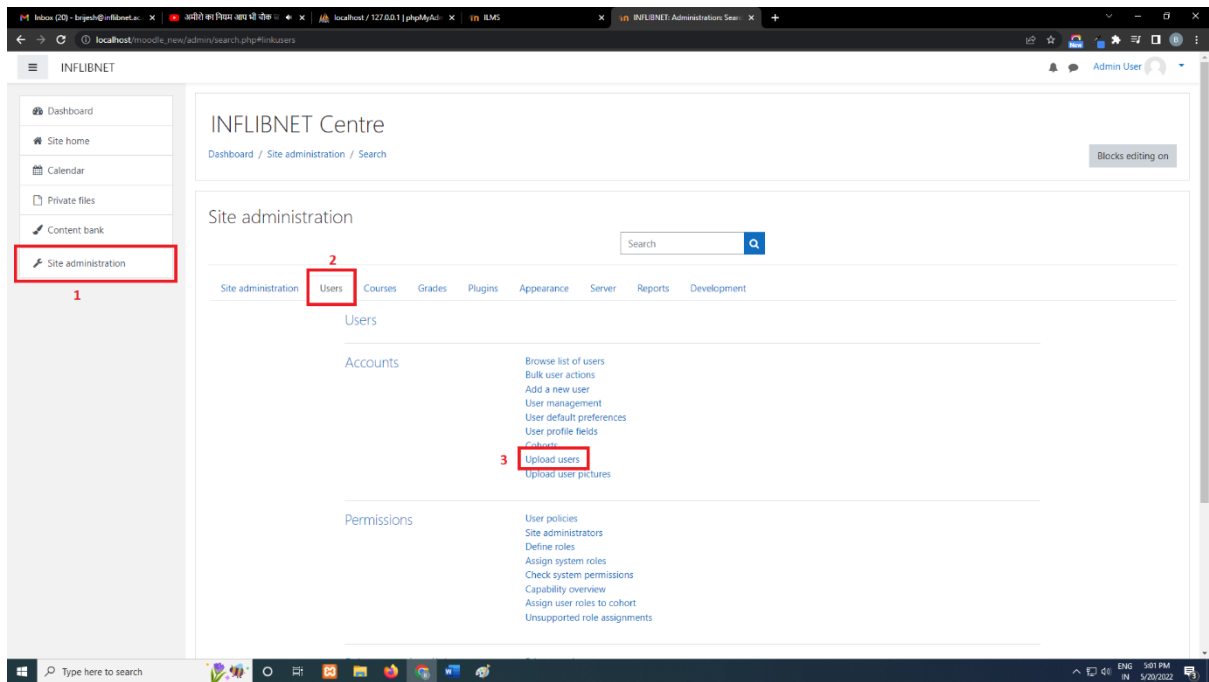 Inbox (20) - brijesh@inflibnet.ac.
अमीरो का नियम आप भी चोंक
localhost / 127.0.0.1 | phpMyAdm
ILMS
INFLIBNET: Administration: Searc
localhost/moodle_new/admin/search.php#linkusers
New
B
INFLIBNET
Admin User
Dashboard
Site home
Calendar
Private files
Content bank
Site administration
1
INFLIBNET Centre
Dashboard / Site administration / Search
Blocks editing on
Site administration
Search
2
Site administration Users Courses Grades Plugins Appearance Server Reports Development
Users
Accounts
Browse list of users
Bulk user actions
Add a new user
User management
User default preferences
User profile fields
Cohorts
3 Upload users
Upload user pictures
Permissions
User policies
Site administrators
Define roles
Assign system roles
Check system permissions
Capability overview
Assign user roles to cohort
Unsupported role assignments
Type here to search
ENG 5:01 PM
IN 5/20/2022